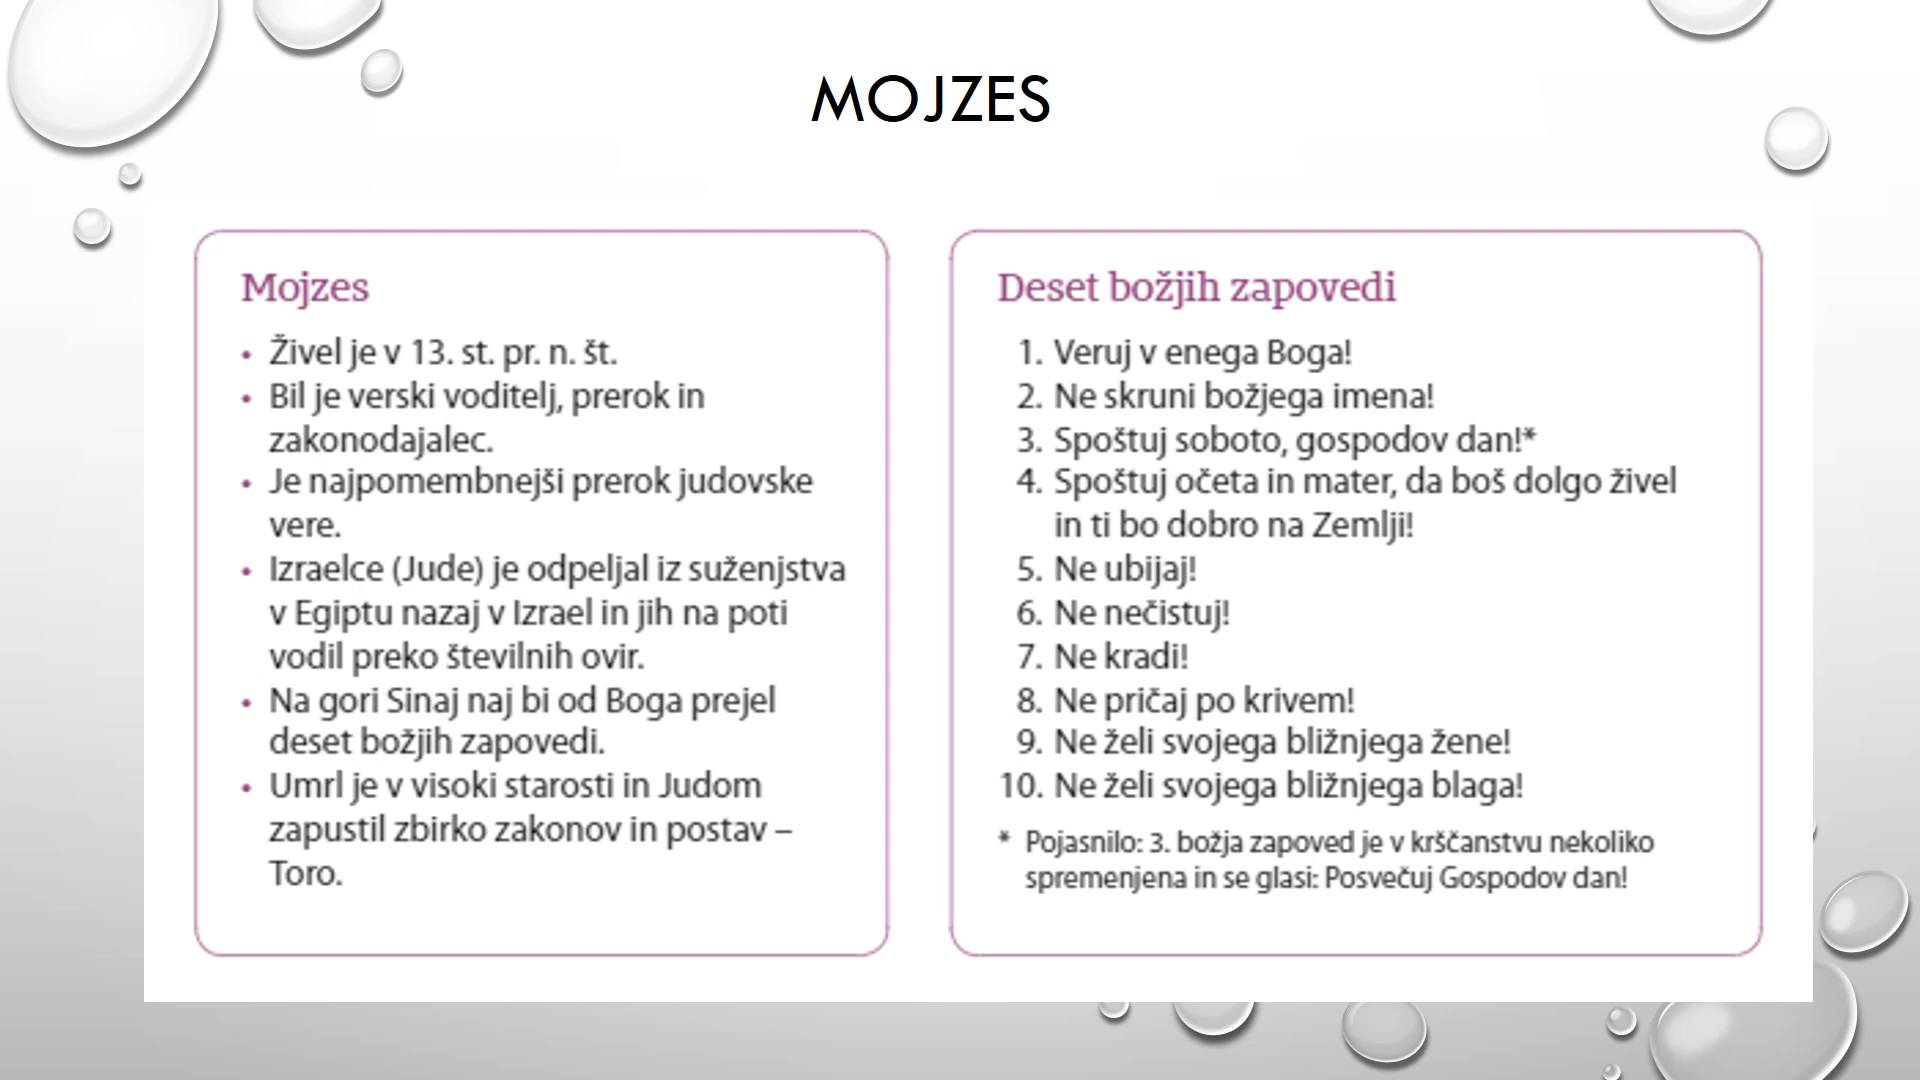 MOJZES
Mojzes
• Živel je v 13. st. pr. n. št.
• Bil je verski voditelj, prerok in
zakonodajalec.
• Je najpomembnejši prerok judovske
vere.
• Izraelce (Jude) je odpeljal iz suženjstva
v Egiptu nazaj v Izrael in jih na poti
vodil preko številnih ovir.
• Na gori Sinaj naj bi od Boga prejel
deset božjih zapovedi.
• Umrl je v visoki starosti in Judom
zapustil zbirko zakonov in postav –
Toro.
Deset božjih zapovedi
1. Veruj v enega Boga!
2. Ne skruni božjega imena!
3. Spoštuj soboto, gospodov dan!*
4. Spoštuj očeta in mater, da boš dolgo živel
in ti bo dobro na Zemlji!
5. Ne ubijaj!
6. Ne nečistuj!
7. Ne kradi!
8. Ne pričaj po krivem!
9. Ne želi svojega bližnjega žene!
10. Ne želi svojega bližnjega blaga!
* Pojasnilo: 3. božja zapoved je v krščanstvu nekoliko
spremenjena in se glasi: Posvečuj Gospodov dan!